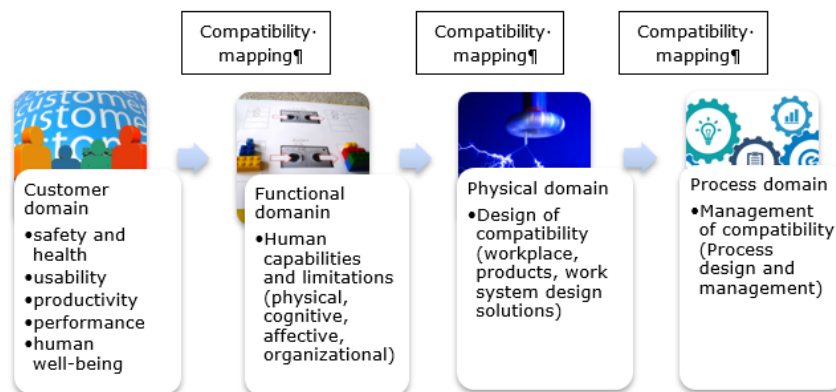 Compatibility·
mapping¶
Compatibility·
mapping¶
Compatibility·
mapping¶
customer
Customer
domain
•safety and
health
•usability
•productivity
•performance
•human
well-being
Functional
domanin
•Human
capabilities
and limitations
(physical,
cognitive,
affective,
organizational)
Physical domain
•Design of
compatibility
(workplace,
products, work
system design
solutions)
Process domain
•Management
of compatibility
(Process
design and
management)